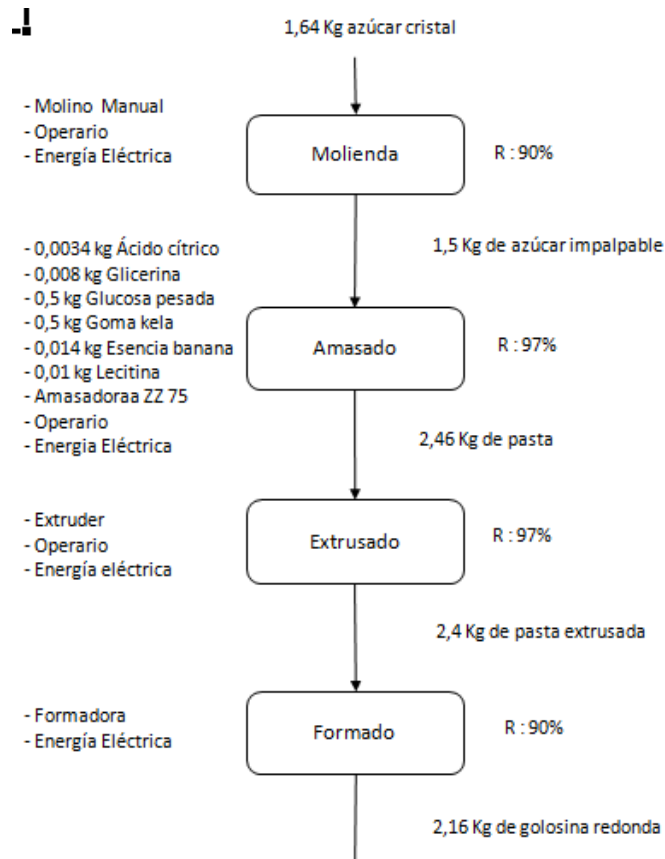 1,64 Kg azúcar cristal
- Molino Manual
- Operario
- Energía Eléctrica
Molienda
R : 90%
1,5 Kg de azúcar impalpable
- 0,0034 kg Ácido cítrico
- 0,008 kg Glicerina
- 0,5 kg Glucosa pesada
- 0,5 kg Goma kela
- 0,014 kg Esencia banana
- 0,01 kg Lecitina
- Amasadoraa ZZ 75
- Operario
- Energia Eléctrica
Amasado
R : 97%
2,46 Kg de pasta
- Extruder
- Operario
- Energía eléctrica
Extrusado
R : 97%
2,4 Kg de pasta extrusada
- Formadora
- Energía Eléctrica
Formado
R : 90%
2,16 Kg de golosina redonda